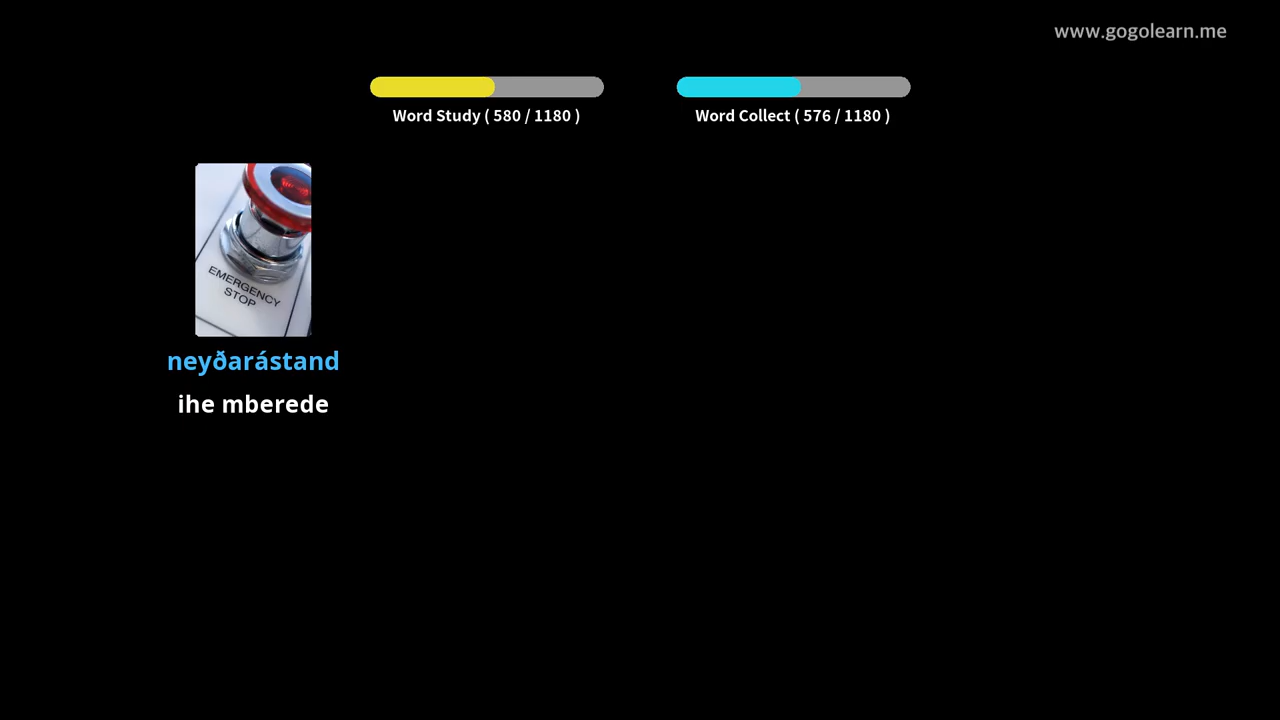 www.gogolearn.me
Word Study ( 580 / 1180 )
Word Collect ( 576 / 1180 )
EMERGENCY
STOP
neyðarástand
ihe mberede